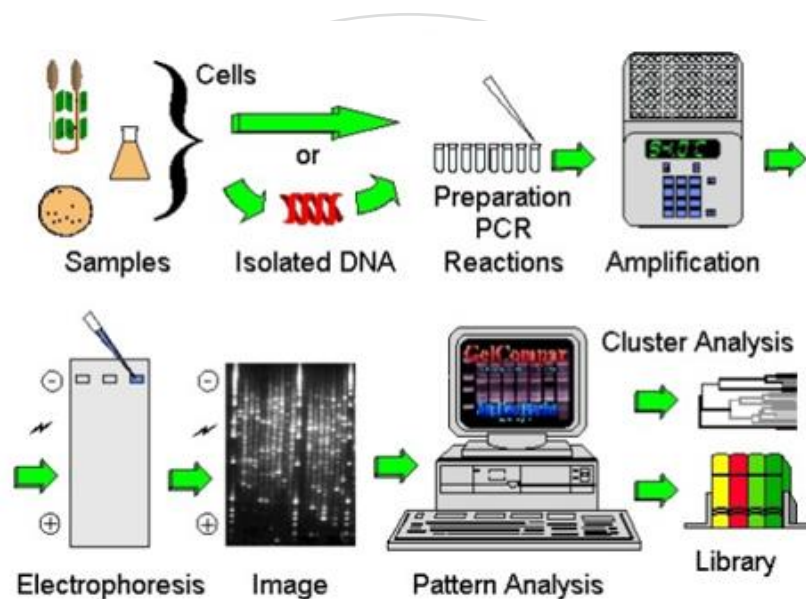 Cells
or
Preparation
PCR
Reactions
Samples
Isolated DNA
Amplification
Cluster Analysis
GelCompar
Electrophoresis
Image
Pattern Analysis
Library